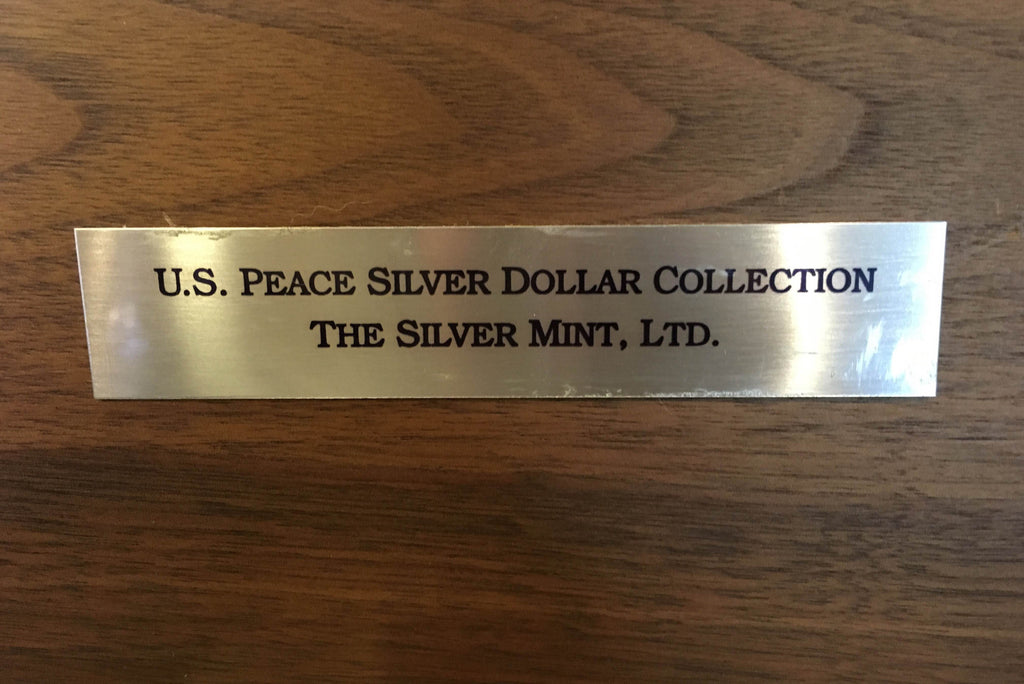 U.S. PEACE SILVER DOLLAR COLLECTION
THE SILVER MINT, LTD.